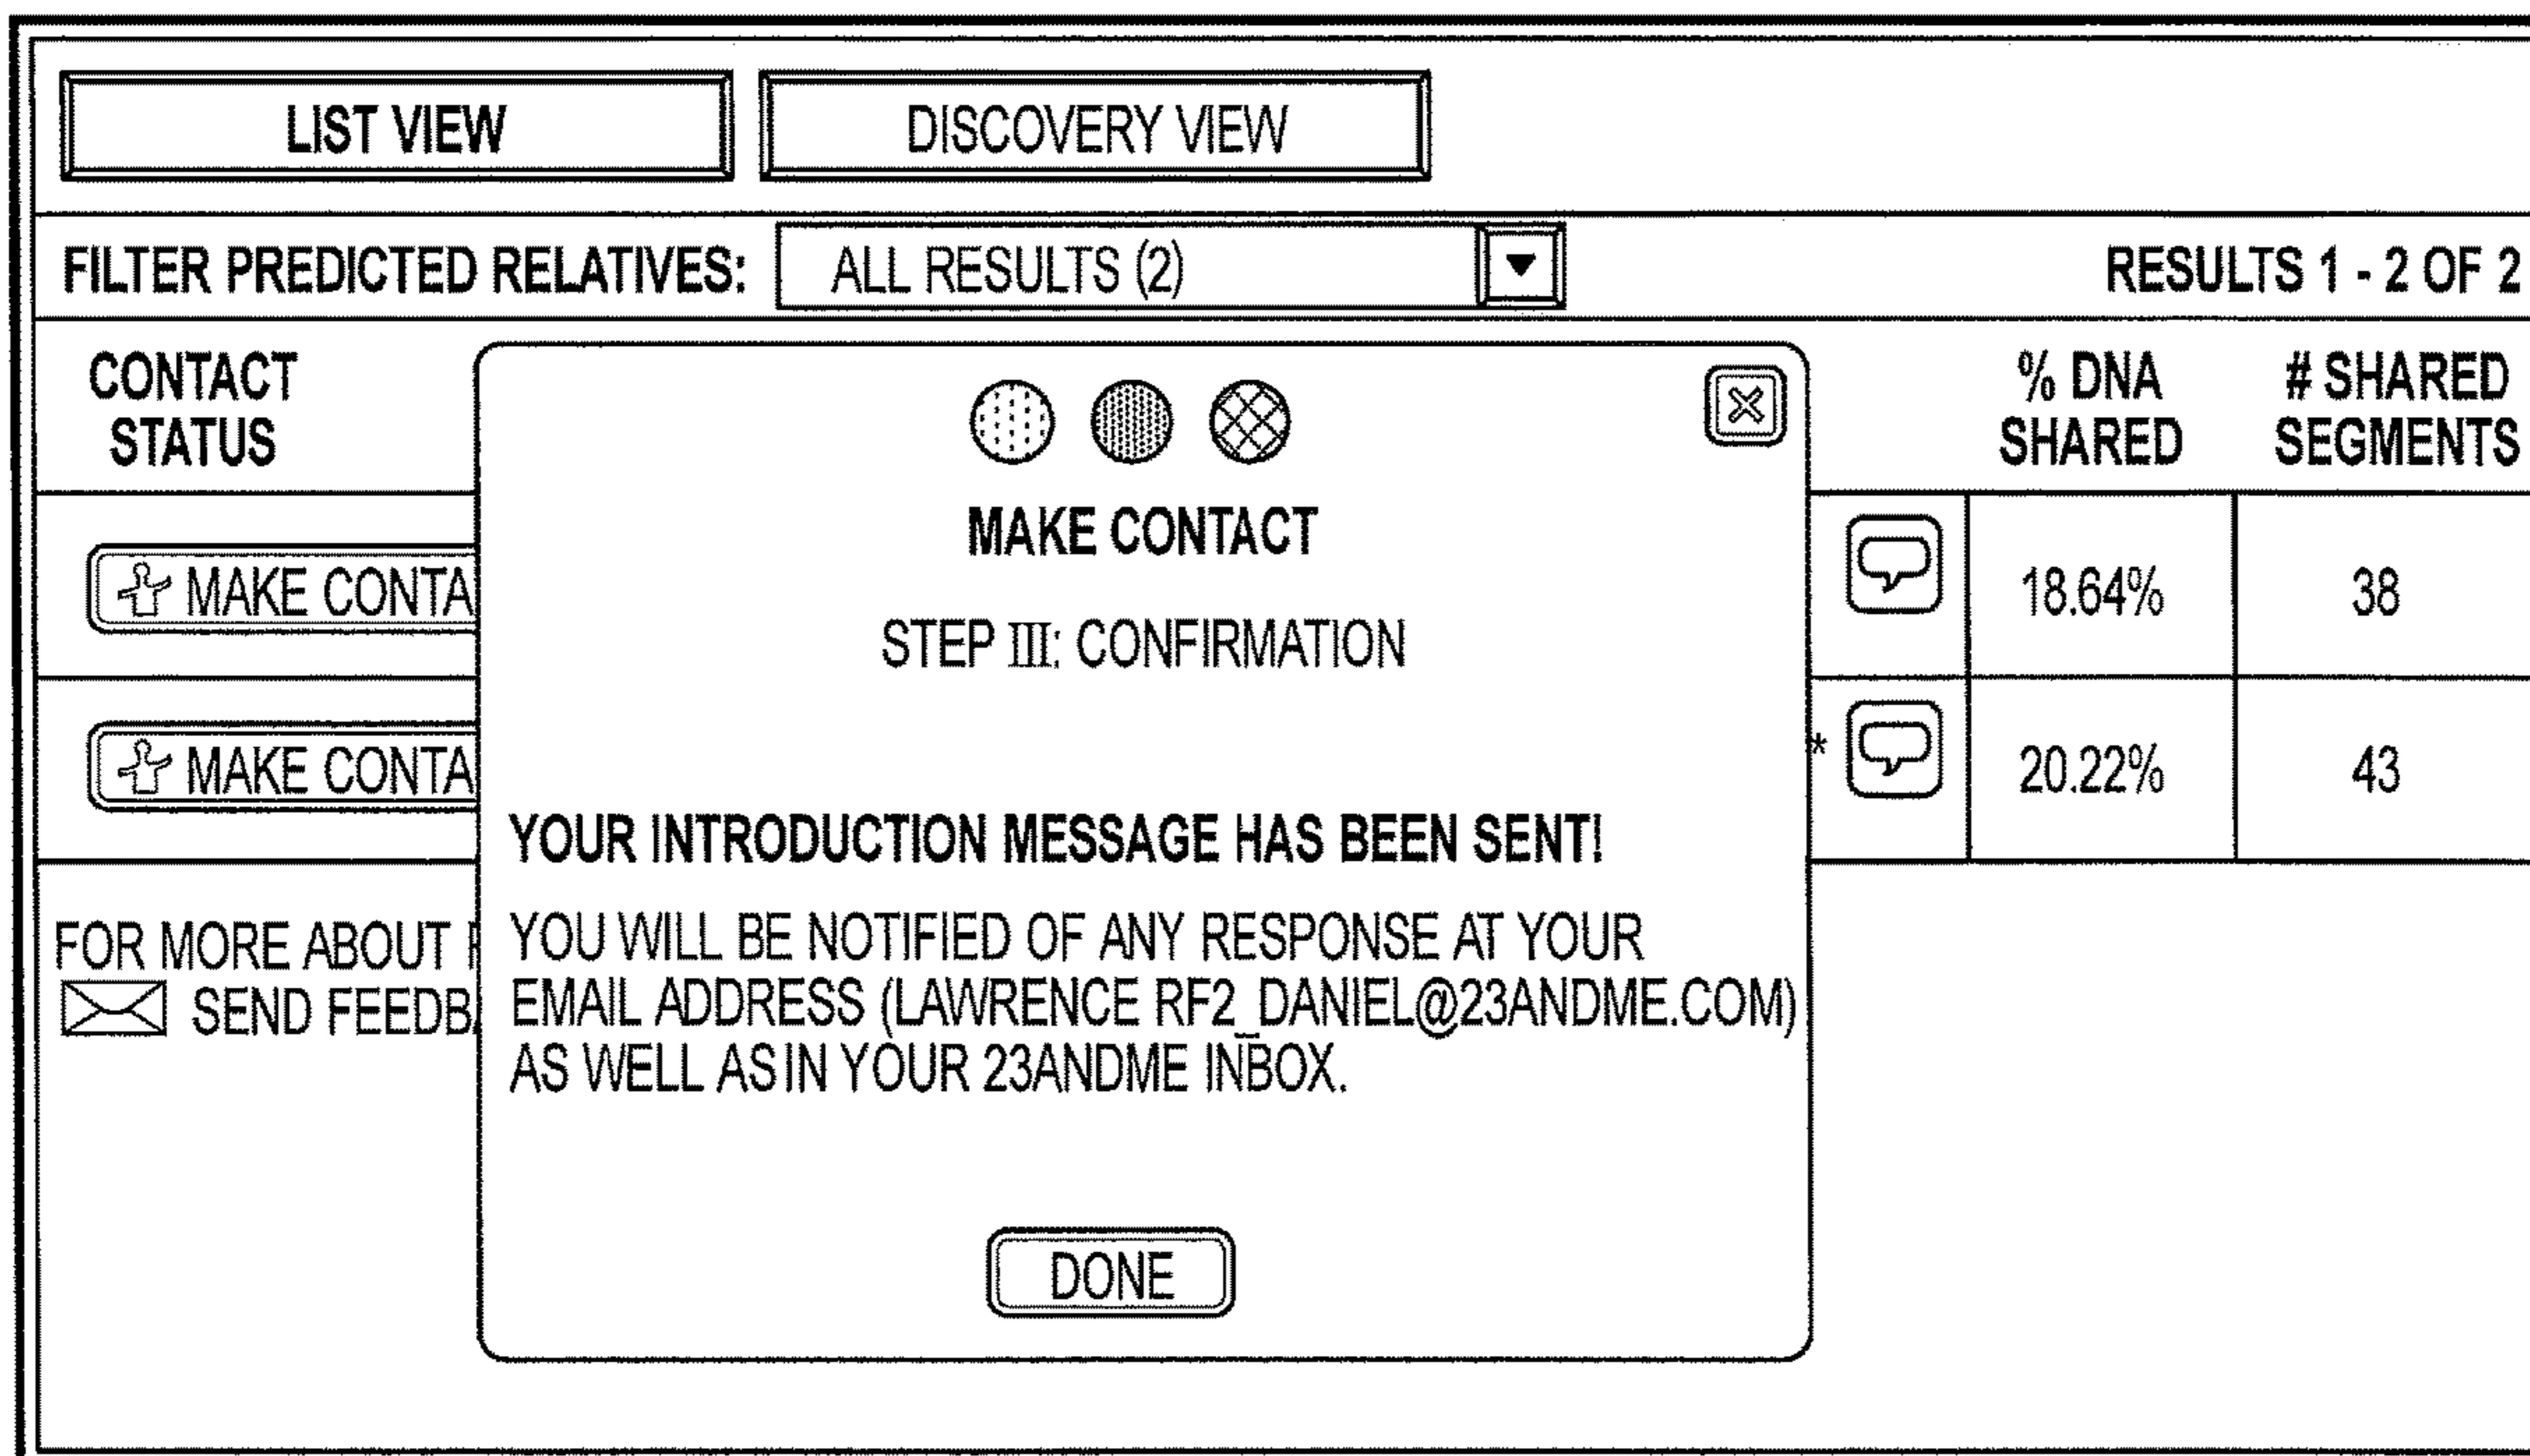 LIST VIEW
DISCOVERY VIEW
FILTER PREDICTED RELATIVES:
ALL RESULTS (2)
RESULTS 1 - 2 OF 2
CONTACT
STATUS
% DNA
SHARED
# SHARED
SEGMENTS
MAKE CONTA
18.64%
38
MAKE CONTA
*
20.22%
43
FOR MORE ABOUT
SEND FEEDBA
MAKE CONTACT
STEP III: CONFIRMATION
YOUR INTRODUCTION MESSAGE HAS BEEN SENT!
YOU WILL BE NOTIFIED OF ANY RESPONSE AT YOUR
EMAIL ADDRESS (LAWRENCE RF2_DANIEL@23ANDME.COM)
AS WELL AS IN YOUR 23ANDME INBOX.
DONE